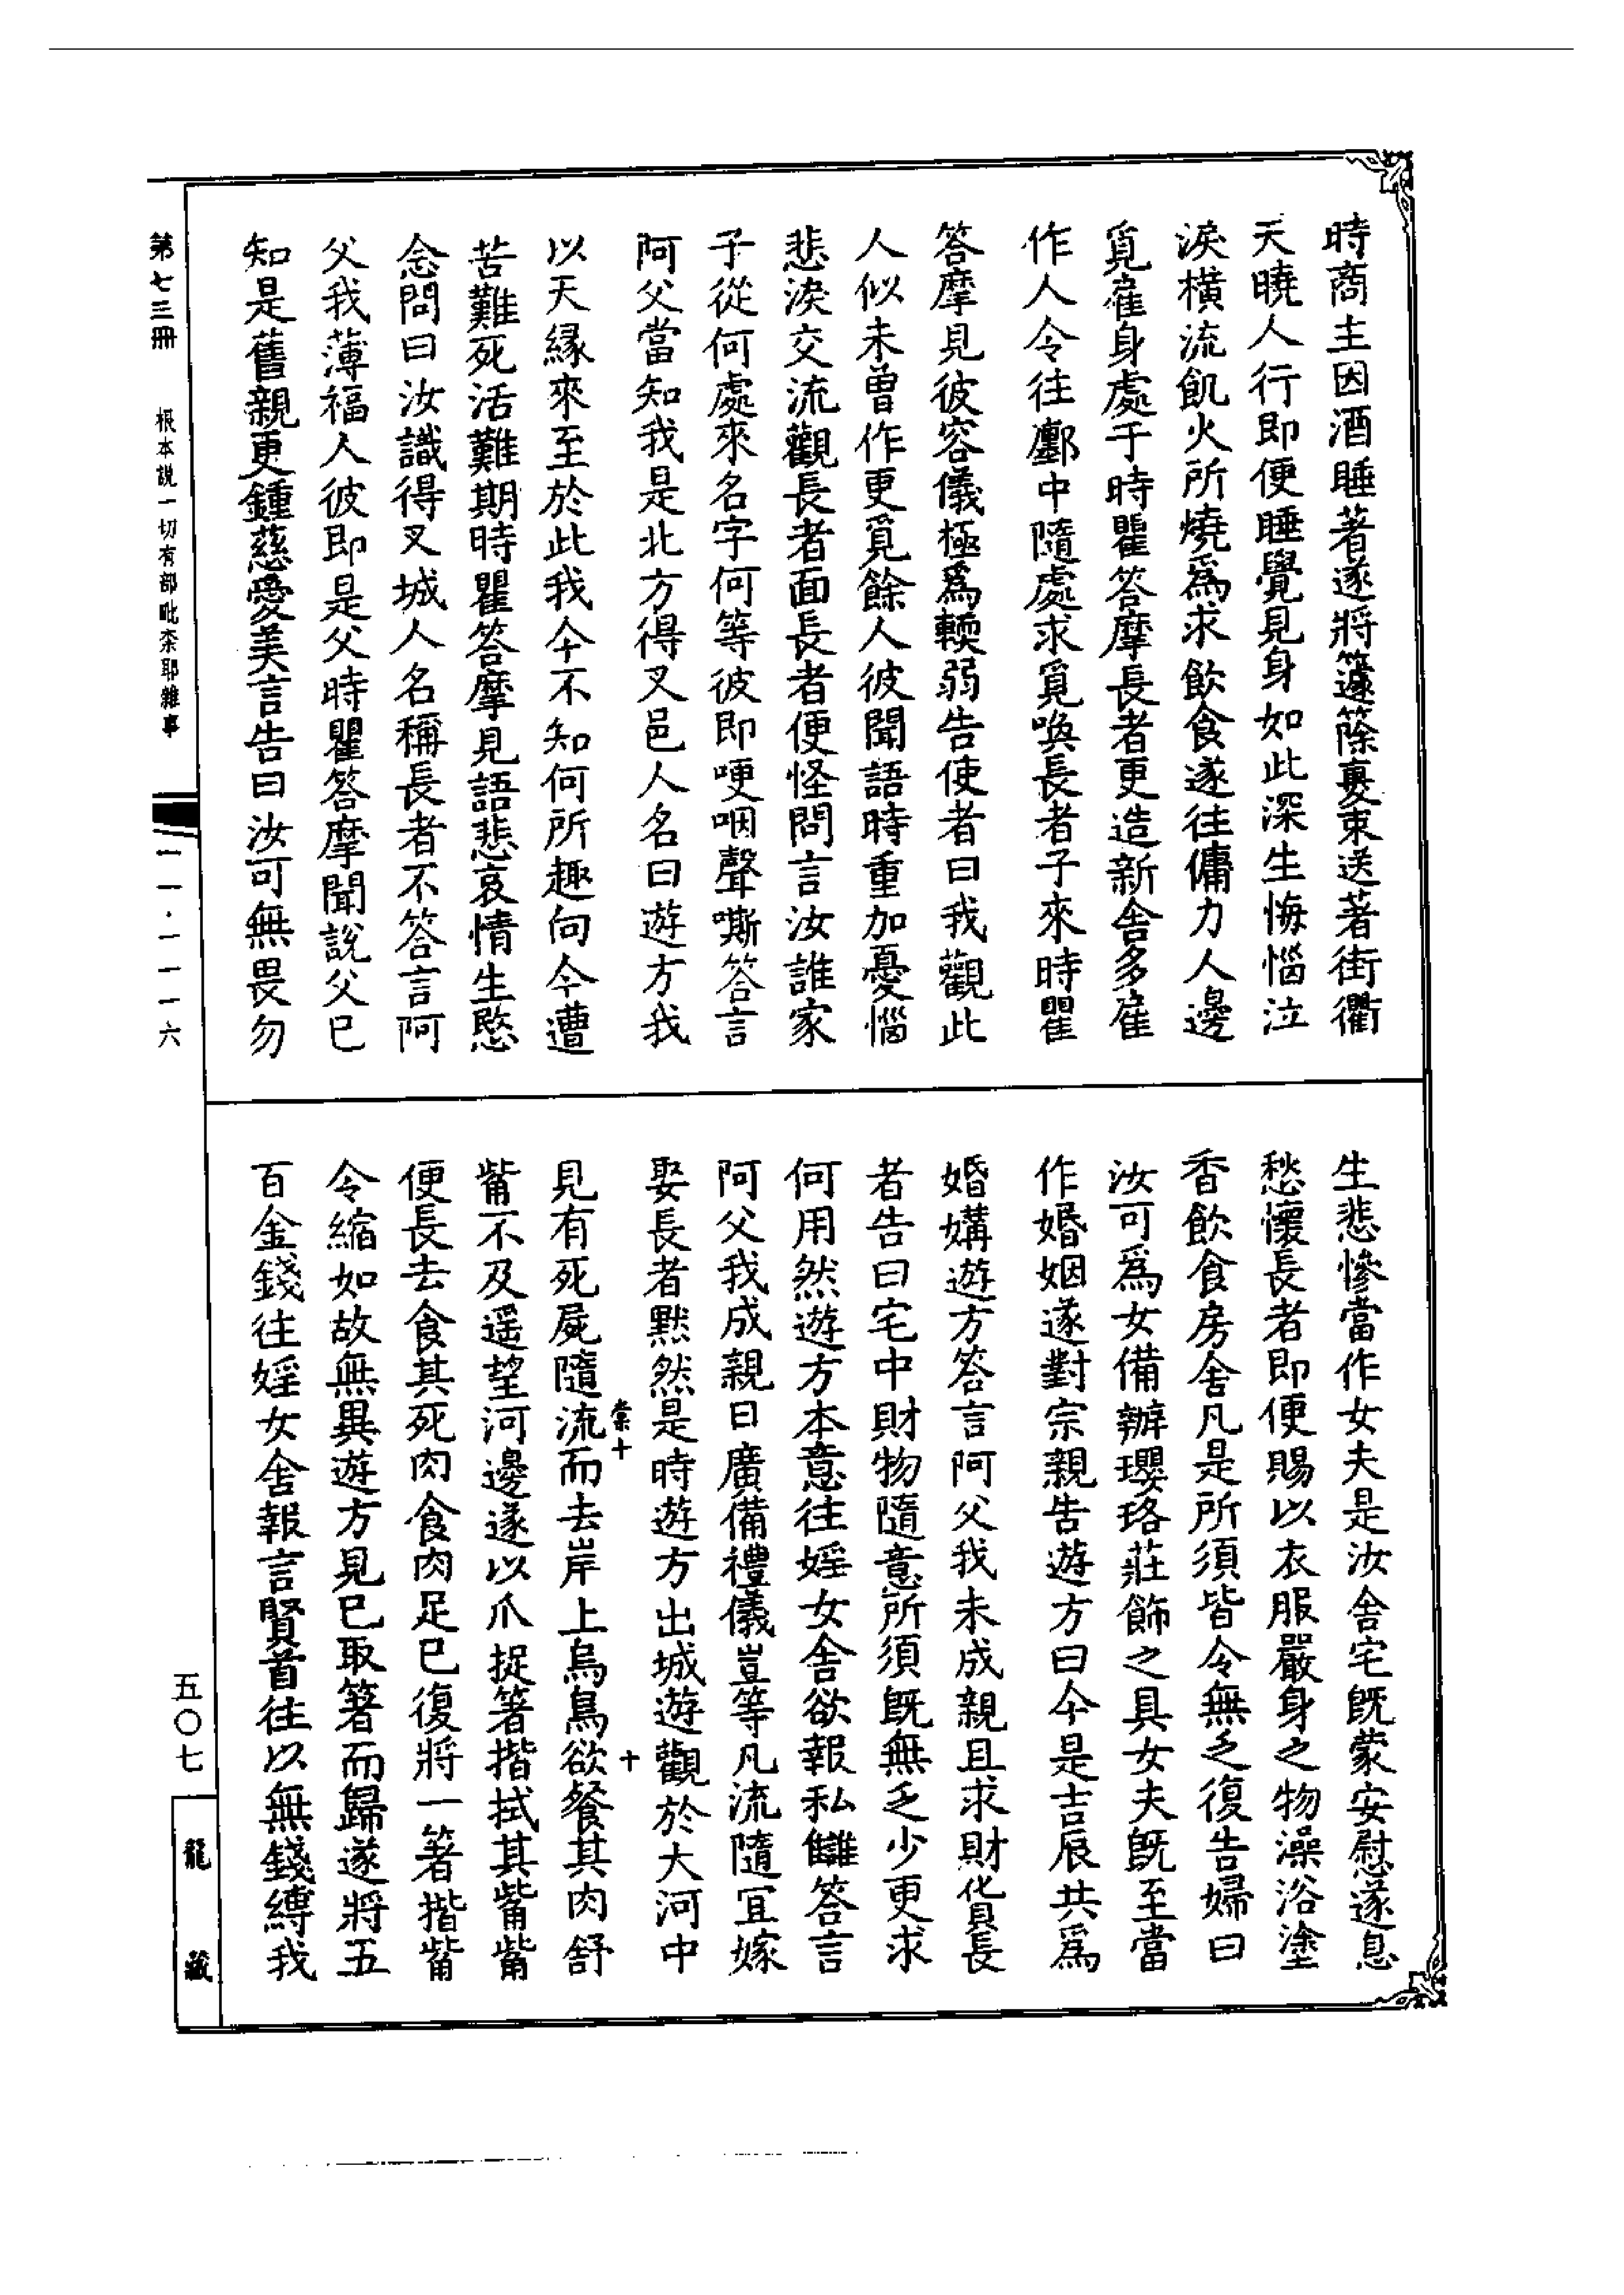 時商主因酒睡著遂將籧篨裹束送著街衢
天曉人行即便睡覺見身如此深生悔惱泣
淚橫流飢火所燒為求飲食遂往傭力人邊
覓雇身處于時瞿答摩長者更造新舍多雇
作人令往鄽中隨處求覓喚長者子來時瞿
答摩見彼容儀極為輭弱告使者曰我觀此
人似未曾作更覓餘人彼聞語時重加憂惱
悲淚交流觀長者面長者便怪問言汝誰家
子從何處來名字何等彼即哽咽聲嘶答言
阿父當知我是北方得叉邑人名曰遊方我
以天緣來至於此我今不知何所趣向今遭
苦難死活難期時瞿答摩見語悲哀情生愍
念問曰汝識得叉城人名稱長者不答言阿
父我薄福人彼即是父時瞿答摩聞說父已
知是舊親更鍾慈愛美言告曰汝可無畏勿
生悲慘當作女夫是汝舍宅既蒙安慰遂息
愁懷長者即便賜以衣服嚴身之物澡浴塗
香飲食房舍凡是所須皆令無乏復告婦曰
汝可為女備辦瓔珞莊飾之具女夫既至當
作婚姻遂對宗親告遊方曰今是吉辰共為
婚媾遊方答言阿父我未成親且求財貨長
者告曰宅中財物隨意所須既無乏少更求
何用然遊方本意往婬女舍欲報私讎答言
阿父我成親日廣備禮儀豈等凡流隨宜嫁
娶長者默然是時遊方出城遊觀於大河中
棠十
十
見有死屍隨流而去岸上烏鳥欲餐其肉舒
觜不及遥望河邊遂以爪捉箸揩拭其觜觜
便長去食其死肉食肉足已復將一箸揩觜
令縮如故無異遊方見已取箸而歸遂將五
百金錢往婬女舍報言賢首往以無錢縛我
第七三冊 根本説一切有部毗奈耶雜事
一一·一一一六
五〇七
龍藏